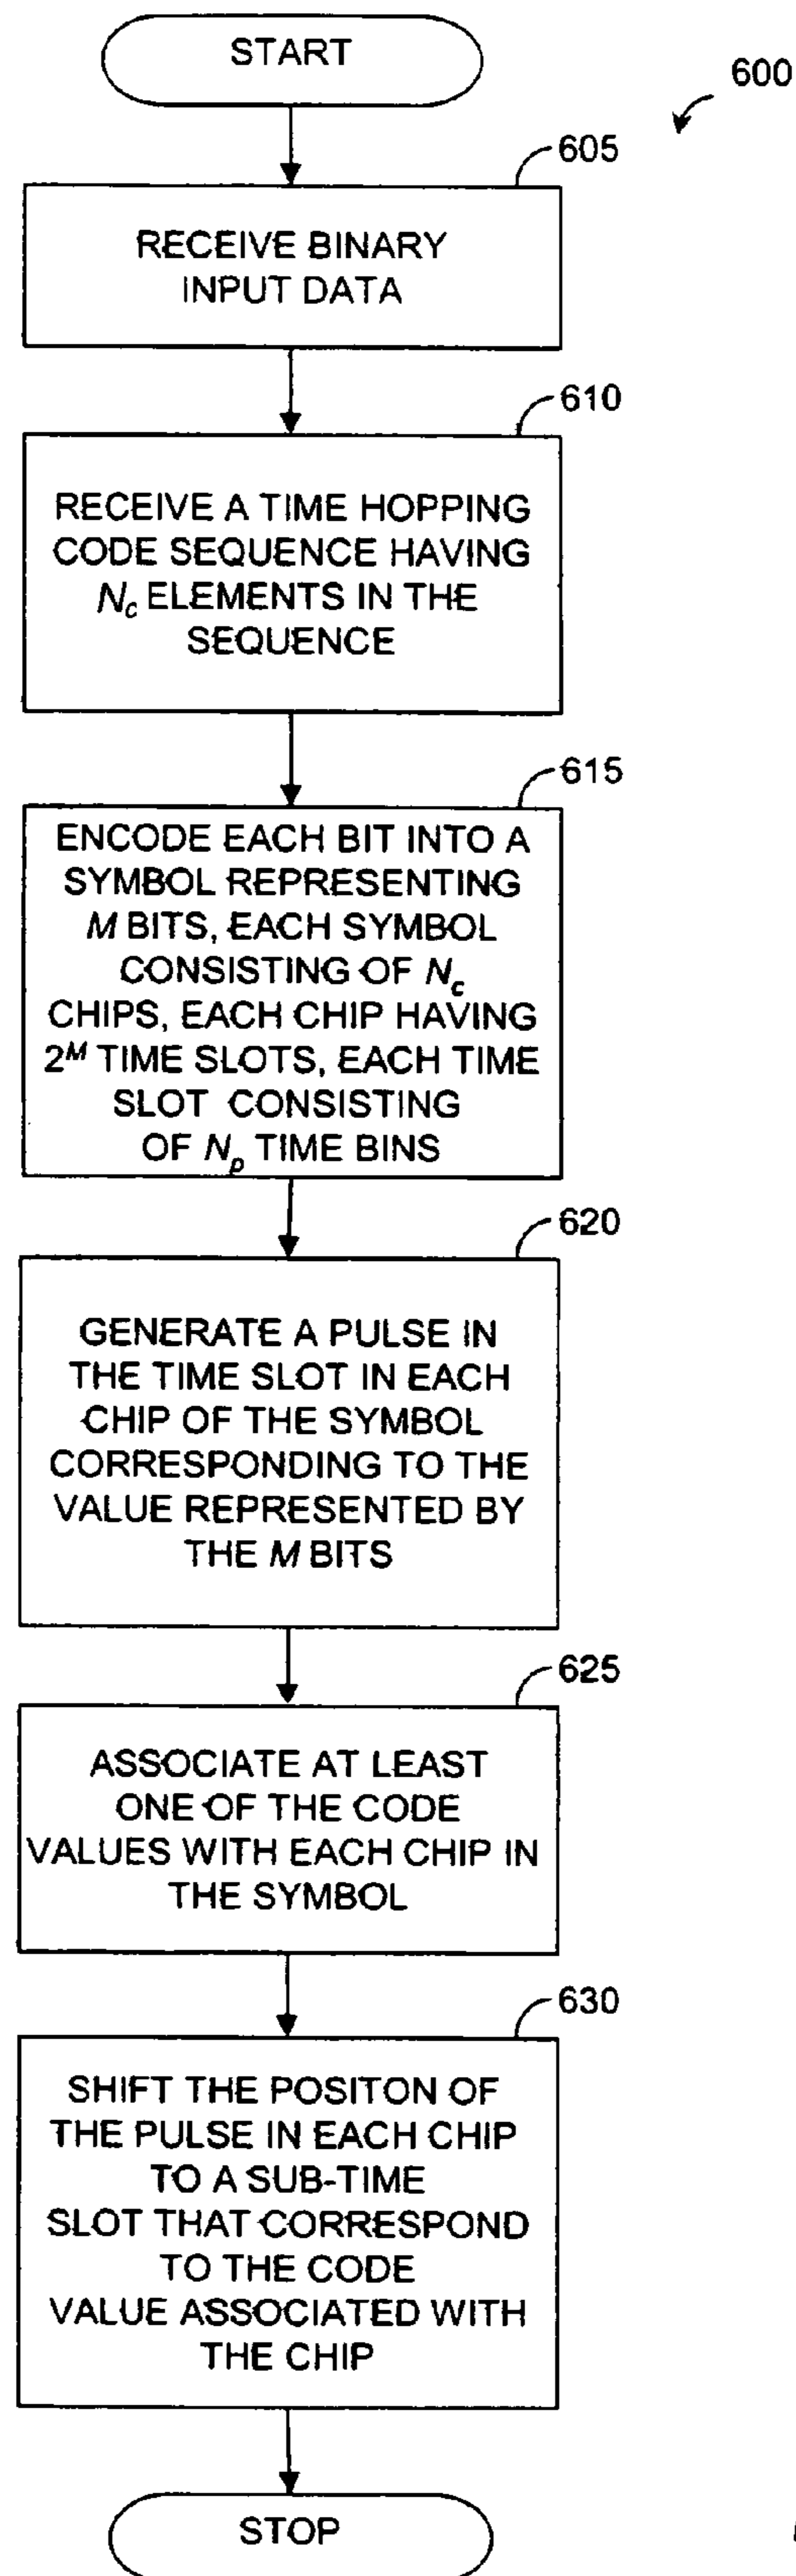 START
600
605
RECEIVE BINARY
INPUT DATA
610
RECEIVE A TIME HOPPING
CODE SEQUENCE HAVING
N_c ELEMENTS IN THE
SEQUENCE
615
ENCODE EACH BIT INTO A
SYMBOL REPRESENTING
M BITS, EACH SYMBOL
CONSISTING OF N_c
CHIPS, EACH CHIP HAVING
2^M TIME SLOTS, EACH TIME
SLOT CONSISTING
OF N_p TIME BINS
620
GENERATE A PULSE IN
THE TIME SLOT IN EACH
CHIP OF THE SYMBOL
CORRESPONDING TO THE
VALUE REPRESENTED BY
THE M BITS
625
ASSOCIATE AT LEAST
ONE OF THE CODE
VALUES WITH EACH CHIP IN
THE SYMBOL
630
SHIFT THE POSITON OF
THE PULSE IN EACH CHIP
TO A SUB-TIME
SLOT THAT CORRESPOND
TO THE CODE
VALUE ASSOCIATED WITH
THE CHIP
STOP